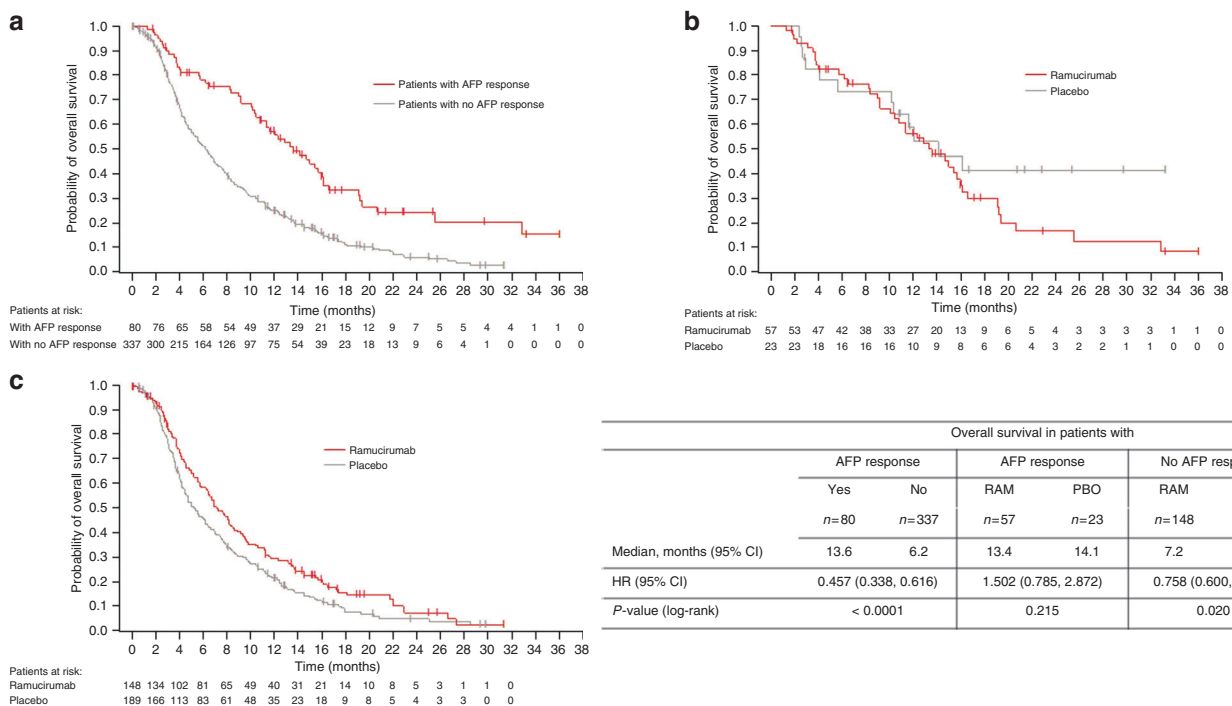 a
1.0
0.9
0.8
0.7
0.6
0.5
0.4
0.3
0.2
0.1
0.0
Probability of overall survival
Patients with AFP response
Patients with no AFP response
0 2 4 6 8 10 12 14 16 18 20 22 24 26 28 30 32 34 36 38
Time (months)
Patients at risk:
With AFP response 80 76 65 58 54 49 37 29 21 15 12 9 7 5 5 4 4 1 1 0
With no AFP response 337 300 215 164 126 97 75 54 39 23 18 13 9 6 4 1 0 0 0 0
b
1.0
0.9
0.8
0.7
0.6
0.5
0.4
0.3
0.2
0.1
0.0
Probability of overall survival
Ramucirumab
Placebo
0 2 4 6 8 10 12 14 16 18 20 22 24 26 28 30 32 34 36 38
Time (months)
Patients at risk:
Ramucirumab 57 53 47 42 38 33 27 20 13 9 6 5 4 3 3 3 3 1 1 0
Placebo 23 23 18 16 16 16 10 9 8 6 6 4 3 2 2 1 1 0 0 0
c
1.0
0.9
0.8
0.7
0.6
0.5
0.4
0.3
0.2
0.1
0.0
Probability of overall survival
Ramucirumab
Placebo
0 2 4 6 8 10 12 14 16 18 20 22 24 26 28 30 32 34 36 38
Time (months)
Patients at risk:
Ramucirumab 148 134 102 81 65 49 40 31 21 14 10 8 5 3 1 1 0
Placebo 189 166 113 83 61 48 35 23 18 9 8 5 4 3 3 0 0
Overall survival in patients with
AFP response AFP response No AFP resp
Yes No RAM PBO RAM
n=80 n=337 n=57 n=23 n=148
Median, months (95% CI) 13.6 6.2 13.4 14.1 7.2
HR (95% CI) 0.457 (0.338, 0.616) 1.502 (0.785, 2.872) 0.758 (0.600,
P-value (log-rank) < 0.0001 0.215 0.020